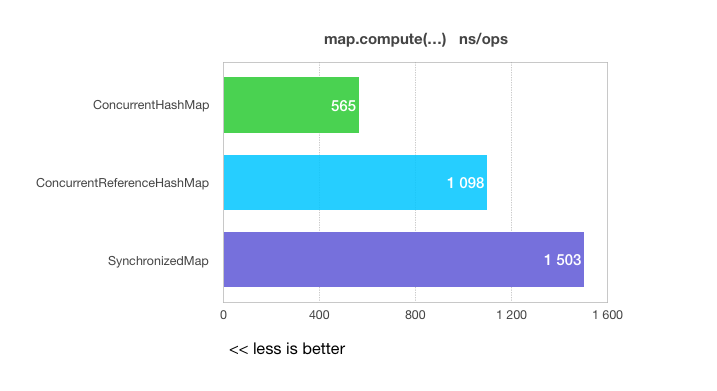 map.compute(…) ns/ops
ConcurrentHashMap
565
ConcurrentReferenceHashMap
1 098
SynchronizedMap
1 503
0
400
800
1 200
1 600
<< less is better